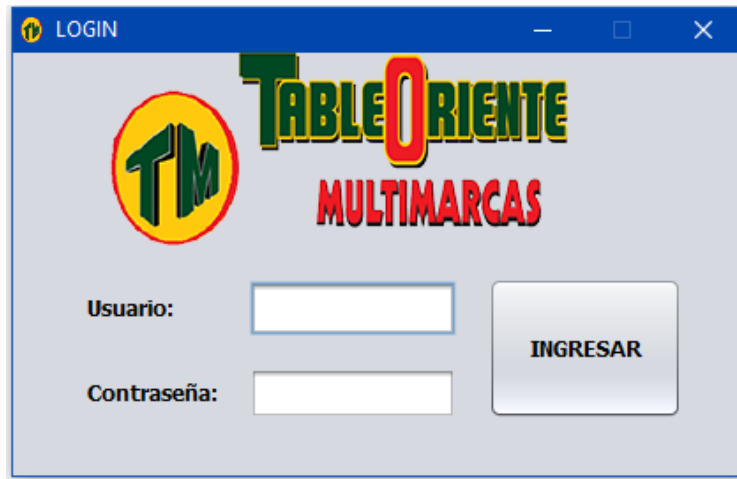 LOGIN
TABLEORIENTE
TM
MULTIMARCAS
Usuario:
INGRESAR
Contraseña: